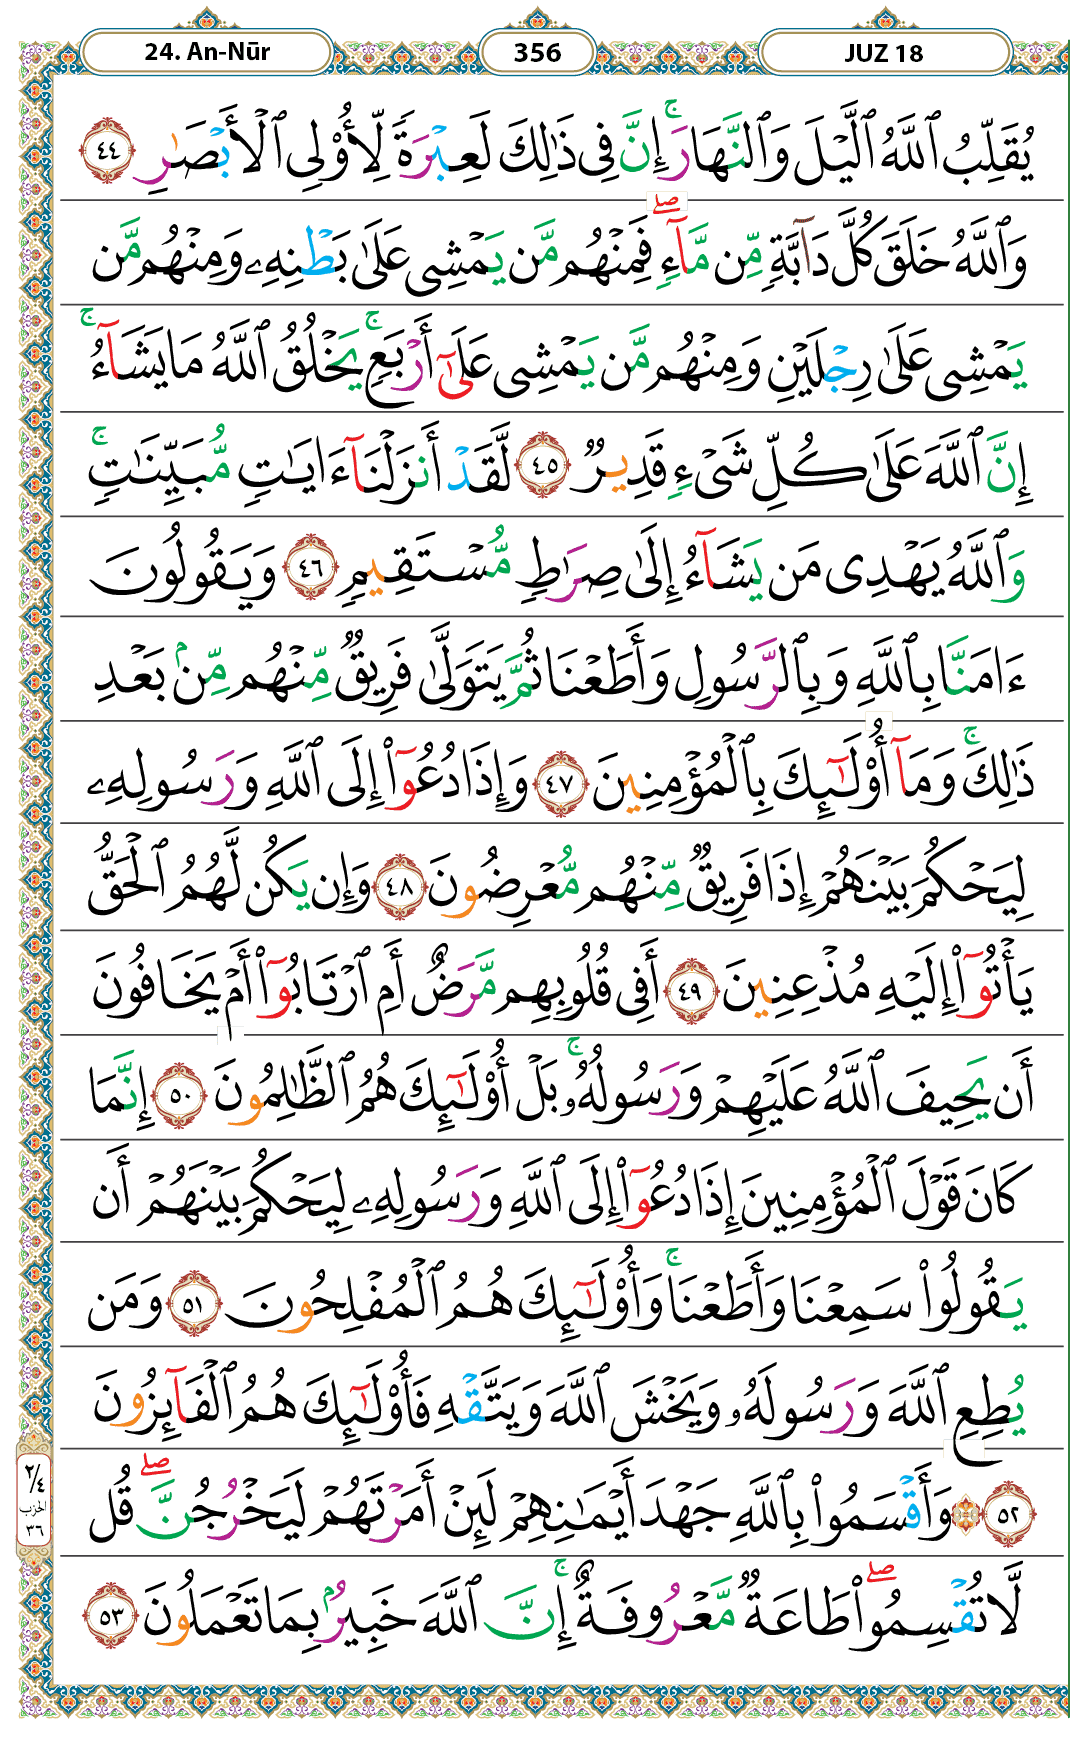 24. An-Nūr
356
JUZ 18
يُقَلِّبُ ٱللَّهُ ٱلَّيۡلَ وَٱلنَّهَارَۚ إِنَّ فِى ذَٰلِكَ لَعِبۡرَةً لِّأُوْلِى ٱلۡأَبۡصَٰرِ ٤٤
وَٱللَّهُ خَلَقَ كُلَّ دَآبَّةٍ مِّن مَّآءٍۖ فَمِنۡهُم مَّن يَمۡشِى عَلَىٰ بَطۡنِهِۦ وَمِنۡهُم مَّن
يَمۡشِى عَلَىٰ رِجۡلَيۡنِ وَمِنۡهُم مَّن يَمۡشِى عَلَىٰٓ أَرۡبَعٍۚ يَخۡلُقُ ٱللَّهُ مَا يَشَآءُۚ
إِنَّ ٱللَّهَ عَلَىٰ كُلِّ شَىۡءٍ قَدِيرٌ ٤٥ لَّقَدۡ أَنزَلۡنَآ ءَايَٰتٍ مُّبَيِّنَٰتٍۚ
وَٱللَّهُ يَهۡدِى مَن يَشَآءُ إِلَىٰ صِرَٰطٍ مُّسۡتَقِيمٍ ٤٦ وَيَقُولُونَ
ءَامَنَّا بِٱللَّهِ وَبِٱلرَّسُولِ وَأَطَعۡنَا ثُمَّ يَتَوَلَّىٰ فَرِيقٌ مِّنۡهُم مِّنۢ بَعۡدِ
ذَٰلِكَۚ وَمَآ أُوْلَٰٓئِكَ بِٱلۡمُؤۡمِنِينَ ٤٧ وَإِذَا دُعُوٓاْ إِلَى ٱللَّهِ وَرَسُولِهِۦ
لِيَحۡكُمَ بَيۡنَهُمۡ إِذَا فَرِيقٌ مِّنۡهُم مُّعۡرِضُونَ ٤٨ وَإِن يَكُن لَّهُمُ ٱلۡحَقُّ
يَأۡتُوٓاْ إِلَيۡهِ مُذۡعِنِينَ ٤٩ أَفِى قُلُوبِهِم مَّرَضٌ أَمِ ٱرۡتَابُوٓاْ أَمۡ يَخَافُونَ
أَن يَحِيفَ ٱللَّهُ عَلَيۡهِمۡ وَرَسُولُهُۥۚ بَلۡ أُوْلَٰٓئِكَ هُمُ ٱلظَّٰلِمُونَ ٥٠ إِنَّمَا
كَانَ قَوۡلَ ٱلۡمُؤۡمِنِينَ إِذَا دُعُوٓاْ إِلَى ٱللَّهِ وَرَسُولِهِۦ لِيَحۡكُمَ بَيۡنَهُمۡ أَن
يَقُولُواْ سَمِعۡنَا وَأَطَعۡنَاۚ وَأُوْلَٰٓئِكَ هُمُ ٱلۡمُفۡلِحُونَ ٥١ وَمَن
يُطِعِ ٱللَّهَ وَرَسُولَهُۥ وَيَخۡشَ ٱللَّهَ وَيَتَّقۡهِ فَأُوْلَٰٓئِكَ هُمُ ٱلۡفَآئِزُونَ
٥٢ ۞ وَأَقۡسَمُواْ بِٱللَّهِ جَهۡدَ أَيۡمَٰنِهِمۡ لَئِنۡ أَمَرۡتَهُمۡ لَيَخۡرُجُنَّۖ قُل
لَّا تُقۡسِمُواْۖ طَاعَةٌ مَّعۡرُوفَةٌۚ إِنَّ ٱللَّهَ خَبِيرُۢ بِمَا تَعۡمَلُونَ ٥٣
٢/٤
الحزب
٣٦